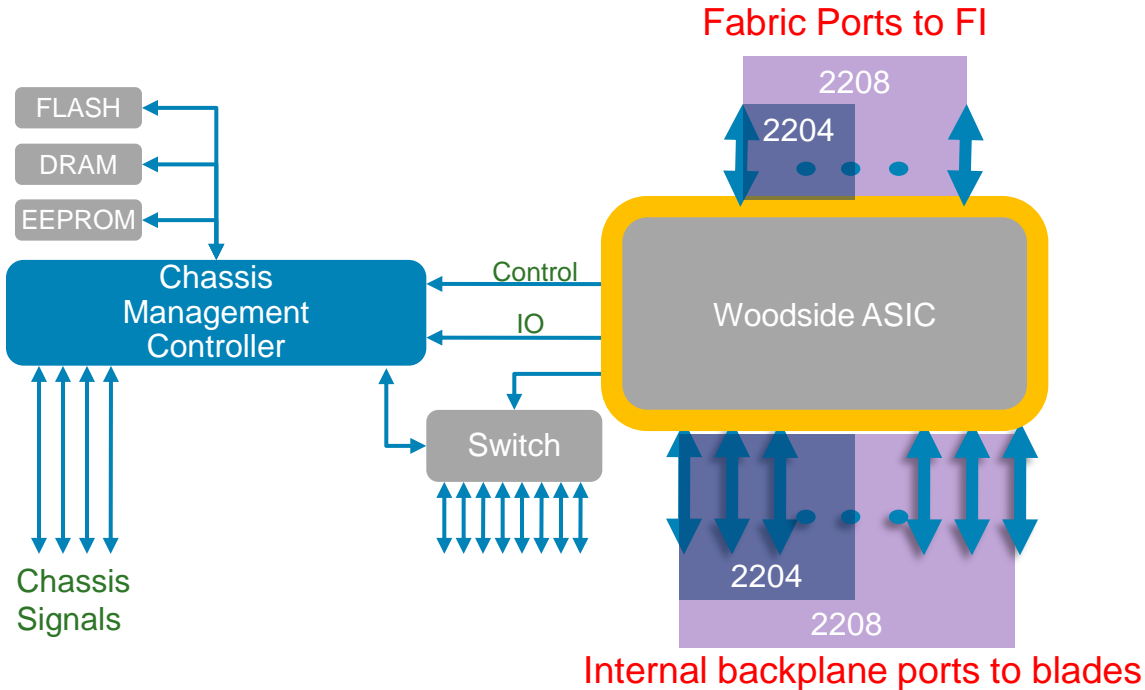 Fabric Ports to FI
2208
2204
FLASH
DRAM
EEPROM
Chassis
Management
Controller
Control
IO
Woodside ASIC
Switch
Chassis
Signals
2204
2208
Internal backplane ports to blades